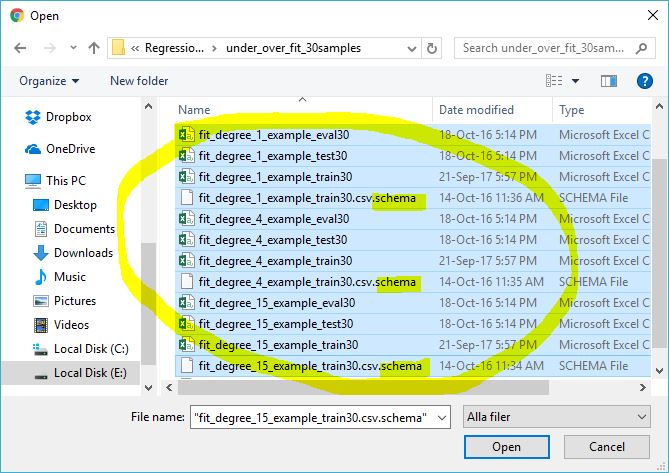 Open
« Regressio... › under_over_fit_30samples
Search under_over_fit_30sam...
Organize
New folder
Dropbox
OneDrive
This PC
Desktop
Documents
Downloads
Music
Pictures
Videos
Local Disk (C:)
Local Disk (E:)
Name Date modified Type
fit_degree_1_example_eval30 18-Oct-16 5:14 PM Microsoft Excel C
fit_degree_1_example_test30 18-Oct-16 5:14 PM Microsoft Excel C
fit_degree_1_example_train30 21-Sep-17 5:57 PM Microsoft Excel C
fit_degree_1_example_train30.csv.schema 14-Oct-16 11:36 AM SCHEMA File
fit_degree_4_example_eval30 18-Oct-16 5:14 PM Microsoft Excel C
fit_degree_4_example_test30 18-Oct-16 5:14 PM Microsoft Excel C
fit_degree_4_example_train30 21-Sep-17 5:57 PM Microsoft Excel C
fit_degree_4_example_train30.csv.schema 14-Oct-16 11:35 AM SCHEMA File
fit_degree_15_example_eval30 18-Oct-16 5:14 PM Microsoft Excel C
fit_degree_15_example_test30 18-Oct-16 5:14 PM Microsoft Excel C
fit_degree_15_example_train30 21-Sep-17 5:57 PM Microsoft Excel C
fit_degree_15_example_train30.csv.schema 14-Oct-16 11:34 AM SCHEMA File
File name: "fit_degree_15_example_train30.csv.schema" Alla filer
Open Cancel